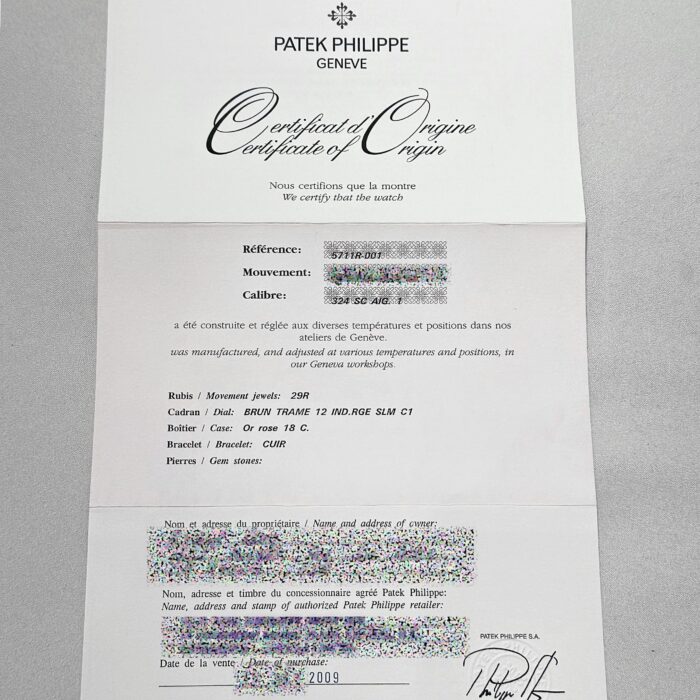 PATEK PHILIPPE
GENEVE
Certificat d'Origine
Certificate of Origin
Nous certifions que la montre
We certify that the watch
Référence: 5711R-001
Mouvement:
Calibre: 324 SC AIG. 1
a été construite et réglée aux diverses températures et positions dans nos
ateliers de Genève.
was manufactured, and adjusted at various temperatures and positions, in
our Geneva workshops.
Rubis / Movement jewels: 29R
Cadran / Dial: BRUN TRAME 12 IND.RGE SLM C1
Boîtier / Case: Or rose 18 C.
Bracelet / Bracelet: CUIR
Pierres / Gem stones:
Nom et adresse du propriétaire / Name and address of owner:
Nom, adresse et timbre du concessionnaire agréé Patek Philippe:
Name, address and stamp of authorized Patek Philippe retailer:
PATEK PHILIPPE S.A.
Date de la vente / Date of purchase:
2009